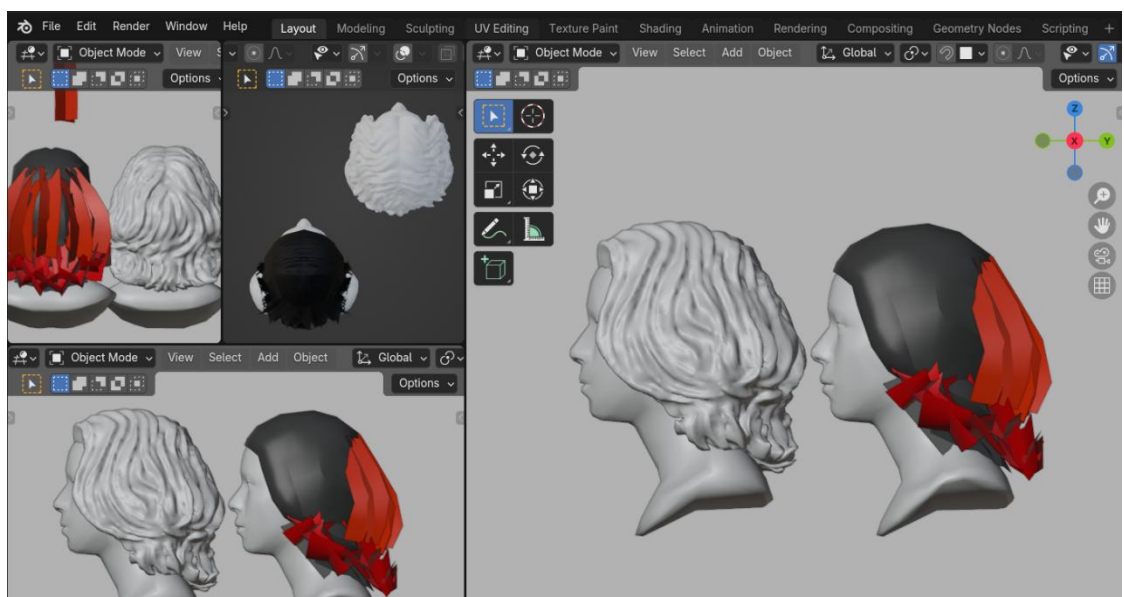 File Edit Render Window Help Layout Modeling Sculpting UV Editing Texture Paint Shading Animation Rendering Compositing Geometry Nodes Scripting +
Object Mode View S
Options
Options
Object Mode View Select Add Object Global
Options
Z
X Y
Object Mode View Select Add Object Global
Options